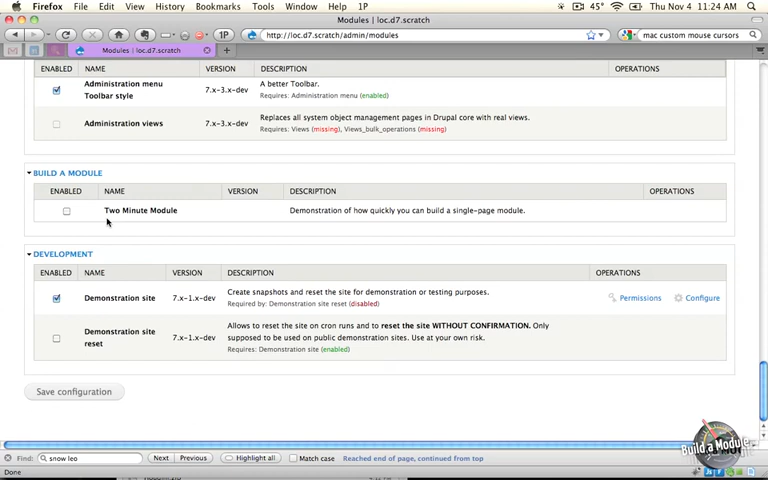 Firefox File Edit View History Bookmarks Tools Window Help 1P 45° Thu Nov 4 11:24 AM
Modules | loc.d7.scratch
1P http://loc.d7.scratch/admin/modules mac custom mouse cursors
Modules | loc.d7.scratch
ENABLED NAME VERSION DESCRIPTION OPERATIONS
Administration menu
Toolbar style
7.x-3.x-dev
A better Toolbar.
Requires: Administration menu (enabled)
Administration views 7.x-3.x-dev
Replaces all system object management pages in Drupal core with real views.
Requires: Views (missing), Views_bulk_operations (missing)
BUILD A MODULE
ENABLED NAME VERSION DESCRIPTION OPERATIONS
Two Minute Module Demonstration of how quickly you can build a single-page module.
DEVELOPMENT
ENABLED NAME VERSION DESCRIPTION OPERATIONS
Demonstration site 7.x-1.x-dev
Create snapshots and reset the site for demonstration or testing purposes.
Required by: Demonstration site reset (disabled)
Permissions Configure
Demonstration site
reset
7.x-1.x-dev
Allows to reset the site on cron runs and to reset the site WITHOUT CONFIRMATION. Only
supposed to be used on public demonstration sites. Use at your own risk.
Requires: Demonstration site (enabled)
Save configuration
Build a Module
Find: snow leo Next Previous Highlight all Match case Reached end of page, continued from top
Done